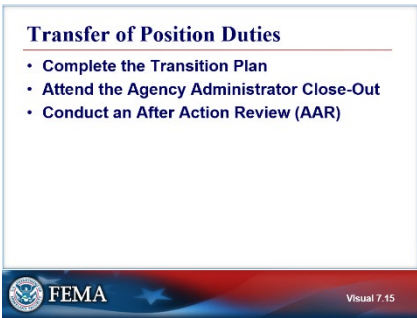 Transfer of Position Duties
• Complete the Transition Plan
• Attend the Agency Administrator Close-Out
• Conduct an After Action Review (AAR)
FEMA
Visual 7.15